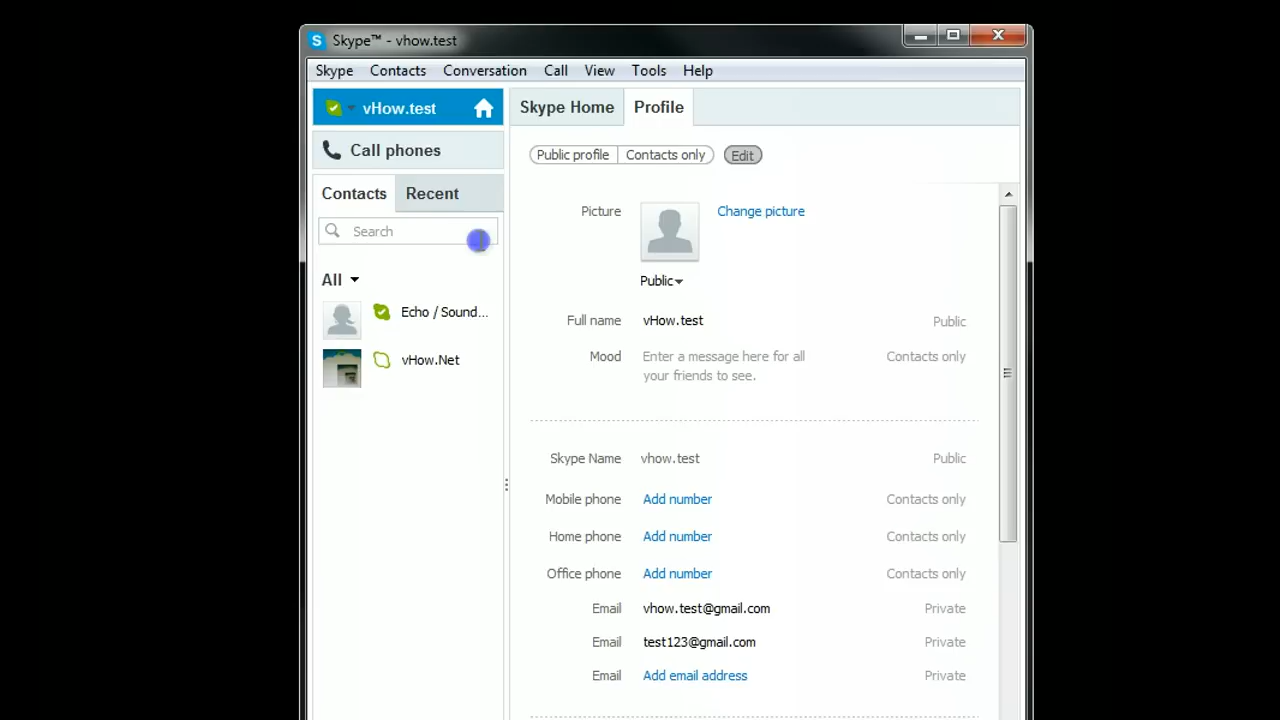 Skype™ - vhow.test
Skype Contacts Conversation Call View Tools Help
vHow.test
Call phones
Contacts Recent
Search
All
Echo / Sound...
vHow.Net
Skype Home Profile
Public profile Contacts only Edit
Picture Change picture
Public
Full name vHow.test Public
Mood Enter a message here for all Contacts only
your friends to see.
Skype Name vhow.test Public
Mobile phone Add number Contacts only
Home phone Add number Contacts only
Office phone Add number Contacts only
Email vhow.test@gmail.com Private
Email test123@gmail.com Private
Email Add email address Private